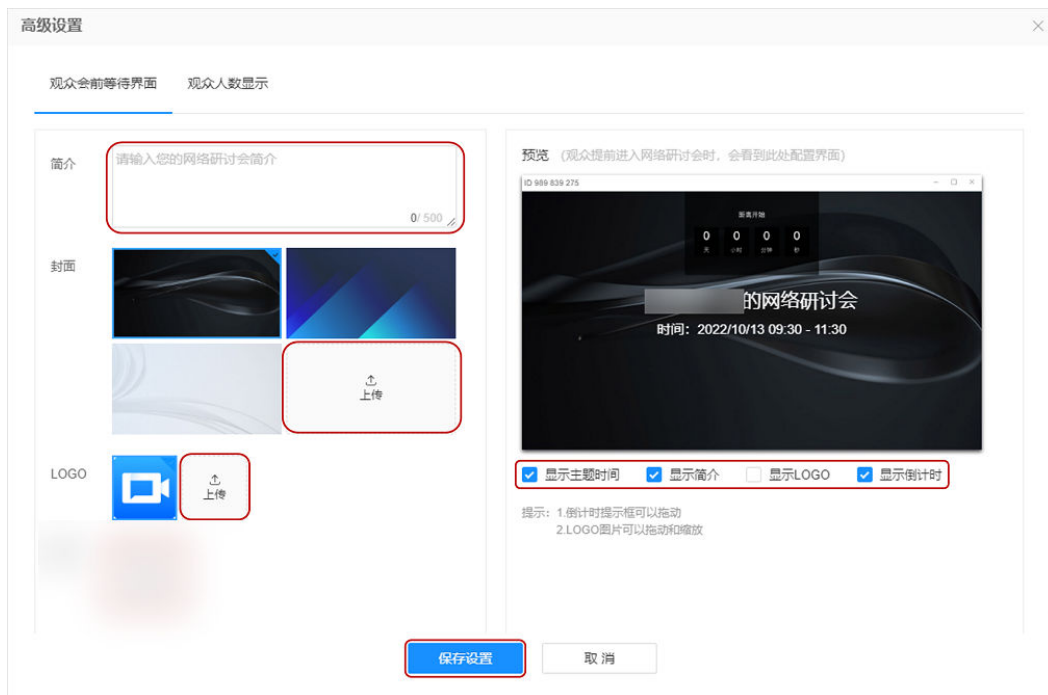 高级设置
观众会前等待界面 观众人数显示
简介
请输入您的网络研讨会简介
0/ 500
封面
上传
LOGO
上传
预览 (观众提前进入网络研讨会时，会看到此处配置界面)
ID 989 839 275
距离开始
0 0 0 0
天 小时 分钟 秒
的网络研讨会
时间：2022/10/13 09:30 - 11:30
显示主题时间 显示简介 显示LOGO 显示倒计时
提示：1.倒计时提示框可以拖动
2.LOGO图片可以拖动和缩放
保存设置 取消